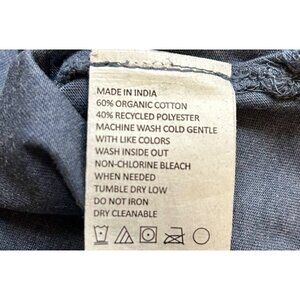 MADE IN INDIA
60% ORGANIC COTTON
40% RECYCLED POLYESTER
MACHINE WASH COLD GENTLE
WITH LIKE COLORS
WASH INSIDE OUT
NON-CHLORINE BLEACH
WHEN NEEDED
TUMBLE DRY LOW
DO NOT IRON
DRY CLEANABLE